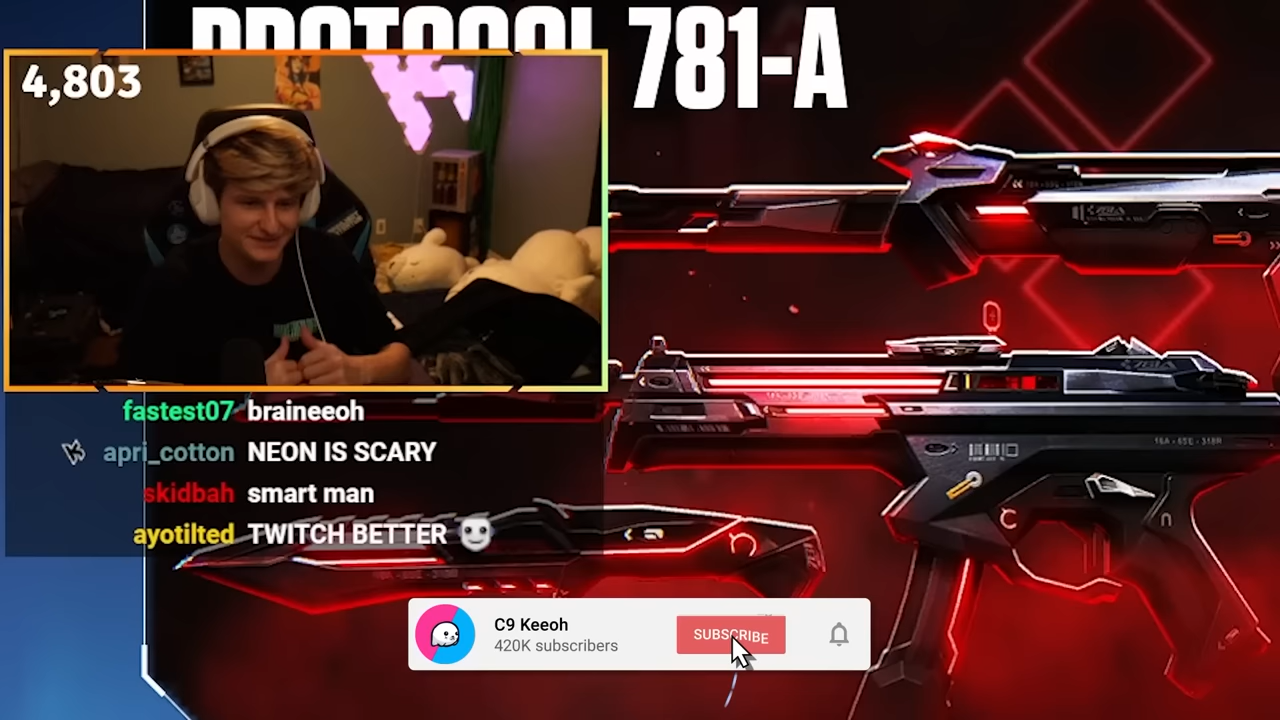 PROTOCOL 781-A
4,803
fastest07 braineeoh
apri_cotton NEON IS SCARY
skidbah smart man
ayotilted TWITCH BETTER
C9 Keeoh
420K subscribers
SUBSCRIBE